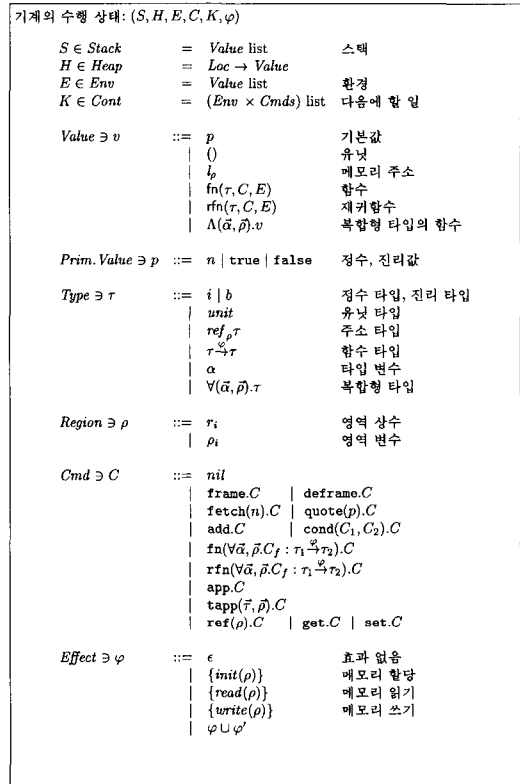 기계의 수행 상태: (S, H, E, C, K, φ)
S ∈ Stack = Value list 스택
H ∈ Heap = Loc → Value
E ∈ Env = Value list 환경
K ∈ Cont = (Env × Cmds) list 다음에 할 일
Value ∋ v ::= p 기본값
| () 유닛
| l_ρ 메모리 주소
| fn(τ, C, E) 함수
| rfn(τ, C, E) 재귀함수
| Λ(α⃗, ρ⃗).v 복합형 타입의 함수
Prim. Value ∋ p ::= n | true | false 정수, 진리값
Type ∋ τ ::= i | b 정수 타입, 진리 타입
| unit 유닛 타입
| ref_ρ τ 주소 타입
| τ →^φ τ 함수 타입
| α 타입 변수
| ∀(α⃗, ρ⃗).τ 복합형 타입
Region ∋ ρ ::= r_i 영역 상수
| ρ_i 영역 변수
Cmd ∋ C ::= nil
| frame.C | deframe.C
| fetch(n).C | quote(p).C
| add.C | cond(C₁, C₂).C
| fn(∀α⃗, ρ⃗.C_f : τ₁ →^φ τ₂).C
| rfn(∀α⃗, ρ⃗.C_f : τ₁ →^φ τ₂).C
| app.C
| tapp(τ⃗, ρ⃗).C
| ref(ρ).C | get.C | set.C
Effect ∋ φ ::= ϵ 효과 없음
| {init(ρ)} 메모리 할당
| {read(ρ)} 메모리 읽기
| {write(ρ)} 메모리 쓰기
| φ ∪ φ′